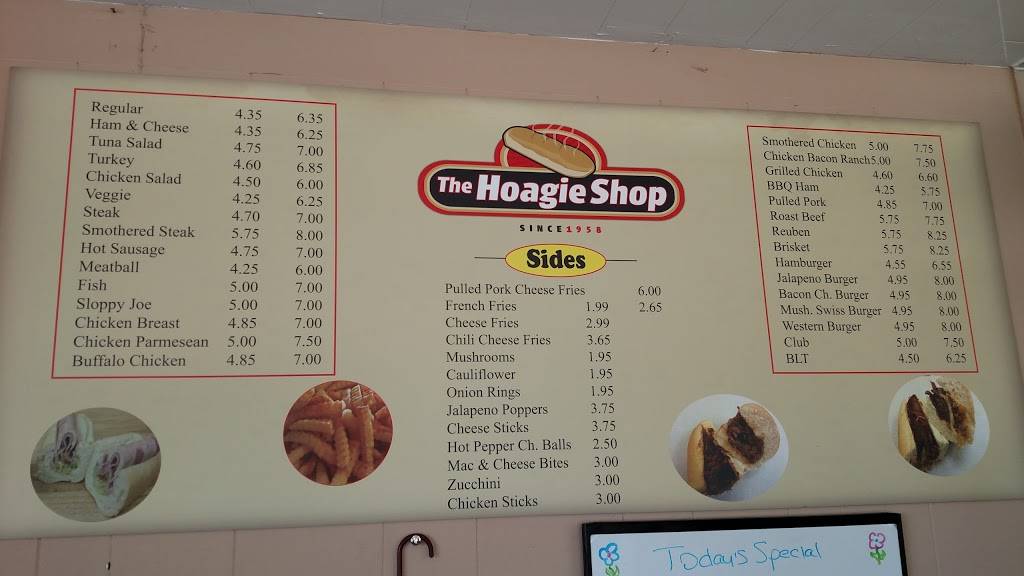 Regular 4.35 6.35
Ham & Cheese 4.35 6.25
Tuna Salad 4.75 7.00
Turkey 4.60 6.85
Chicken Salad 4.50 6.00
Veggie 4.25 6.25
Steak 4.70 7.00
Smothered Steak 5.75 8.00
Hot Sausage 4.75 7.00
Meatball 4.25 6.00
Fish 5.00 7.00
Sloppy Joe 5.00 7.00
Chicken Breast 4.85 7.00
Chicken Parmesean 5.00 7.50
Buffalo Chicken 4.85 7.00
The Hoagie Shop
SINCE 1958
Sides
Pulled Pork Cheese Fries 6.00
French Fries 1.99 2.65
Cheese Fries 2.99
Chili Cheese Fries 3.65
Mushrooms 1.95
Cauliflower 1.95
Onion Rings 1.95
Jalapeno Poppers 3.75
Cheese Sticks 3.75
Hot Pepper Ch. Balls 2.50
Mac & Cheese Bites 3.00
Zucchini 3.00
Chicken Sticks 3.00
Smothered Chicken 5.00 7.75
Chicken Bacon Ranch 5.00 7.50
Grilled Chicken 4.60 6.60
BBQ Ham 4.25 5.75
Pulled Pork 4.85 7.00
Roast Beef 5.75 7.75
Reuben 5.75 8.25
Brisket 5.75 8.25
Hamburger 4.55 6.55
Jalapeno Burger 4.95 8.00
Bacon Ch. Burger 4.95 8.00
Mush. Swiss Burger 4.95 8.00
Western Burger 4.95 8.00
Club 5.00 7.50
BLT 4.50 6.25
Today's Special